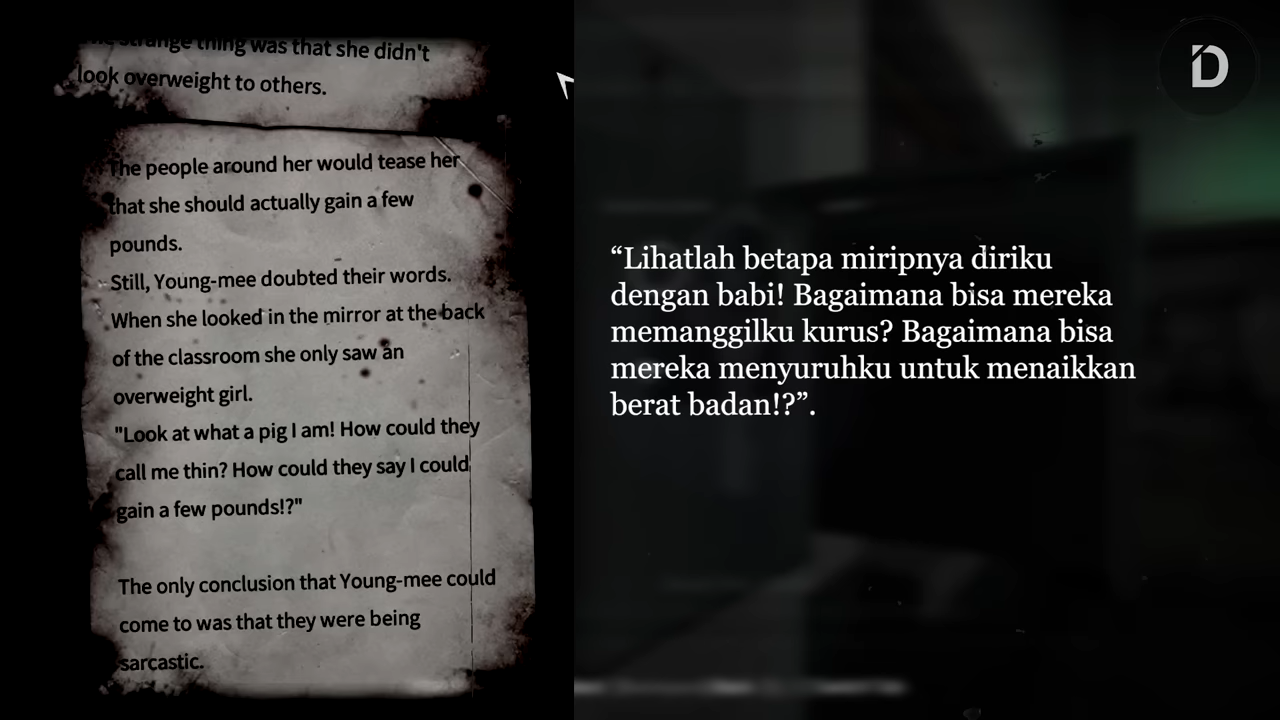 The strange thing was that she didn't
look overweight to others.
The people around her would tease her
that she should actually gain a few
pounds.
Still, Young-mee doubted their words.
When she looked in the mirror at the back
of the classroom she only saw an
overweight girl.
"Look at what a pig I am! How could they
call me thin? How could they say I could
gain a few pounds!?"
The only conclusion that Young-mee could
come to was that they were being
sarcastic.
“Lihatlah betapa miripnya diriku
dengan babi! Bagaimana bisa mereka
memanggilku kurus? Bagaimana bisa
mereka menyuruhku untuk menaikkan
berat badan!?”.
D